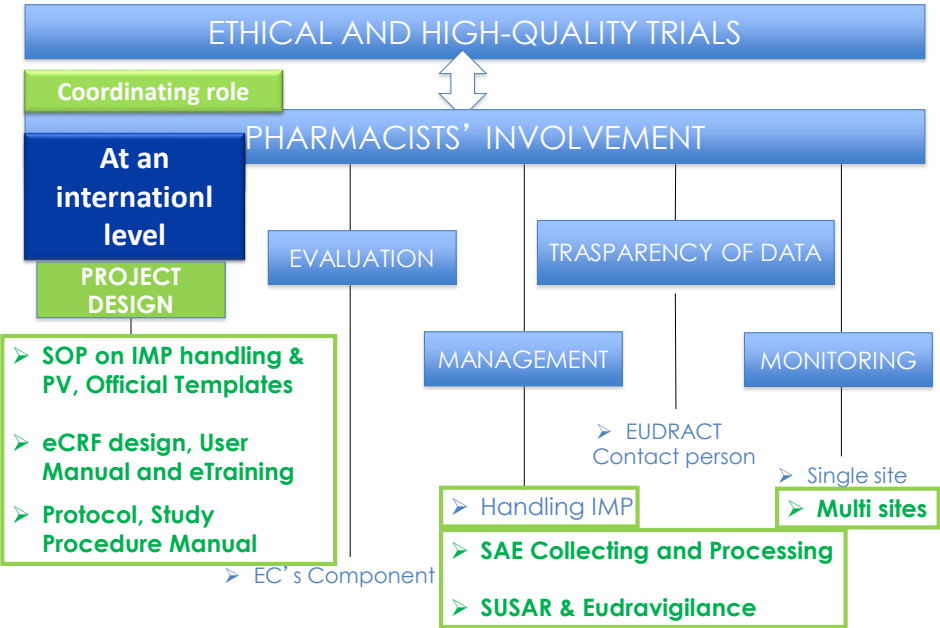 ETHICAL AND HIGH-QUALITY TRIALS
Coordinating role
PHARMACISTS' INVOLVEMENT
At an
internationl
level
PROJECT
DESIGN
EVALUATION
TRASPARENCY OF DATA
MANAGEMENT
MONITORING
➢ SOP on IMP handling &
PV, Official Templates
➢ eCRF design, User
Manual and eTraining
➢ Protocol, Study
Procedure Manual
➢ EC's Component
➢ Handling IMP
➢ SAE Collecting and Processing
➢ SUSAR & Eudravigilance
➢ EUDRACT
Contact person
➢ Single site
➢ Multi sites